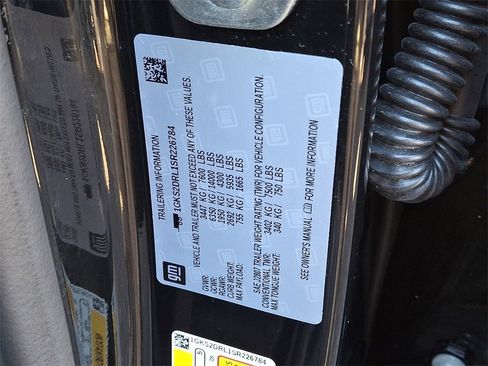 TRAILERING INFORMATION
1GKS2DRL1SR226784
VEHICLE AND TRAILER MUST NOT EXCEED ANY OF THESE VALUES.
GVWR: 3447 KG / 7600 LBS
GCWR: 6350 KG / 14000 LBS
RGAWR: 1950 KG / 4300 LBS
CURB WEIGHT: 2692 KG / 5935 LBS
MAX PAYLOAD: 755 KG / 1665 LBS
SAE J2807 TRAILER WEIGHT RATING (TWR) FOR VEHICLE CONFIGURATION.
CONVENTIONAL TWR: 3402 KG / 7500 LBS
MAX TONGUE WEIGHT: 340 KG / 750 LBS
SEE OWNER'S MANUAL FOR MORE INFORMATION
gm
1GKS2DRL1SR226784